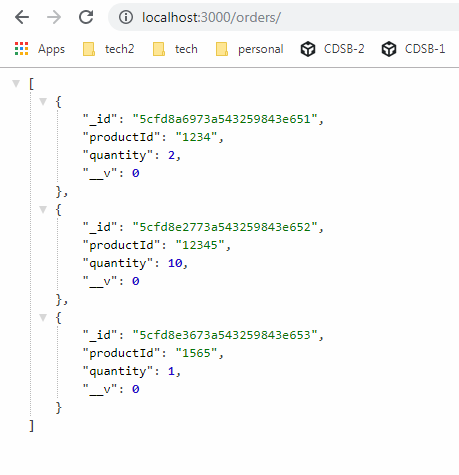 localhost:3000/orders/
Apps tech2 tech personal CDSB-2 CDSB-1
[
{
"_id": "5cfd8a6973a543259843e651",
"productId": "1234",
"quantity": 2,
"__v": 0
},
{
"_id": "5cfd8e2773a543259843e652",
"productId": "12345",
"quantity": 10,
"__v": 0
},
{
"_id": "5cfd8e3673a543259843e653",
"productId": "1565",
"quantity": 1,
"__v": 0
}
]